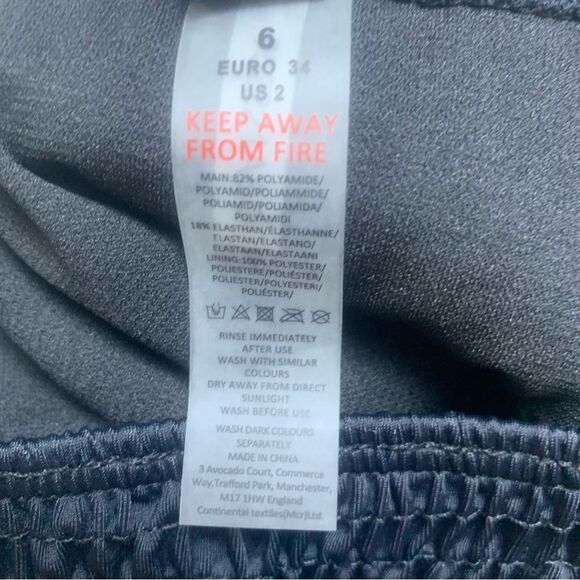 6
EURO 34
US 2
KEEP AWAY
FROM FIRE
MAIN:82% POLYAMIDE/
POLYAMID/POLIAMMIDE/
POLIAMID/POLIAMIDA/
POLYAMIDI
18% ELASTHAN/ÉLASTHANNE/
ELASTAN/ELASTANO/
ELASTAAN/ELASTAANI
LINING:100% POLYESTER/
POLIESTERE/POLIÉSTER/
POLIESTER/POLYESTERI/
POLIÉSTER/
RINSE IMMEDIATELY
AFTER USE
WASH WITH SIMILAR
COLOURS
DRY AWAY FROM DIRECT
SUNLIGHT
WASH BEFORE USE
WASH DARK COLOURS
SEPARATELY
MADE IN CHINA
3 Avocado Court, Commerce
Way,Trafford Park, Manchester,
M17 1HW England
Continental textiles(Mcr)Ltd.